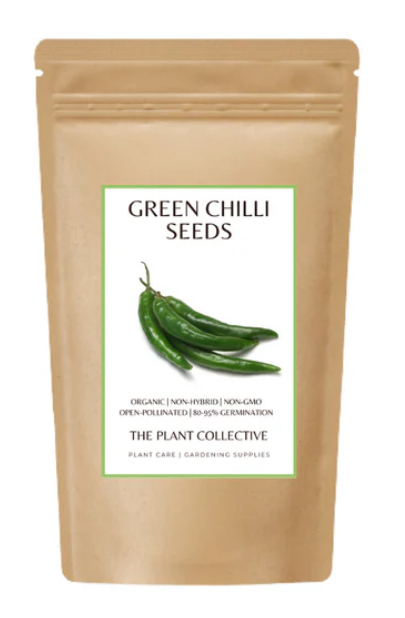 GREEN CHILLI
SEEDS
ORGANIC | NON-HYBRID | NON-GMO
OPEN-POLLINATED | 80-95% GERMINATION
THE PLANT COLLECTIVE
PLANT CARE | GARDENING SUPPLIES